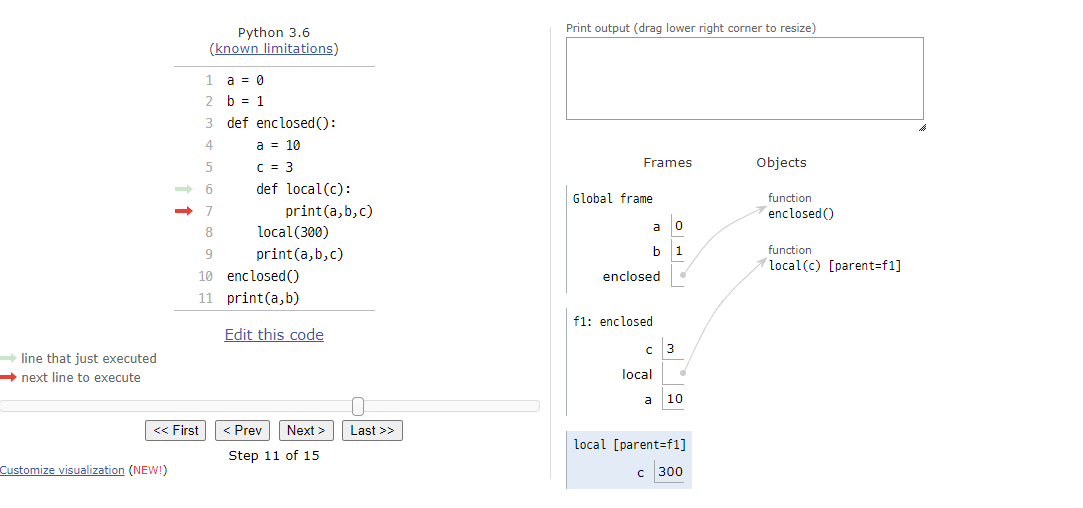 Python 3.6
(known limitations)
1 a = 0
2 b = 1
3 def enclosed():
4     a = 10
5     c = 3
6     def local(c):
7         print(a,b,c)
8     local(300)
9     print(a,b,c)
10 enclosed()
11 print(a,b)
Edit this code
line that just executed
next line to execute
<< First < Prev Next > Last >>
Step 11 of 15
Customize visualization (NEW!)
Print output (drag lower right corner to resize)
Frames Objects
Global frame
a 0
b 1
enclosed
function
enclosed()
function
local(c) [parent=f1]
f1: enclosed
c 3
local
a 10
local [parent=f1]
c 300